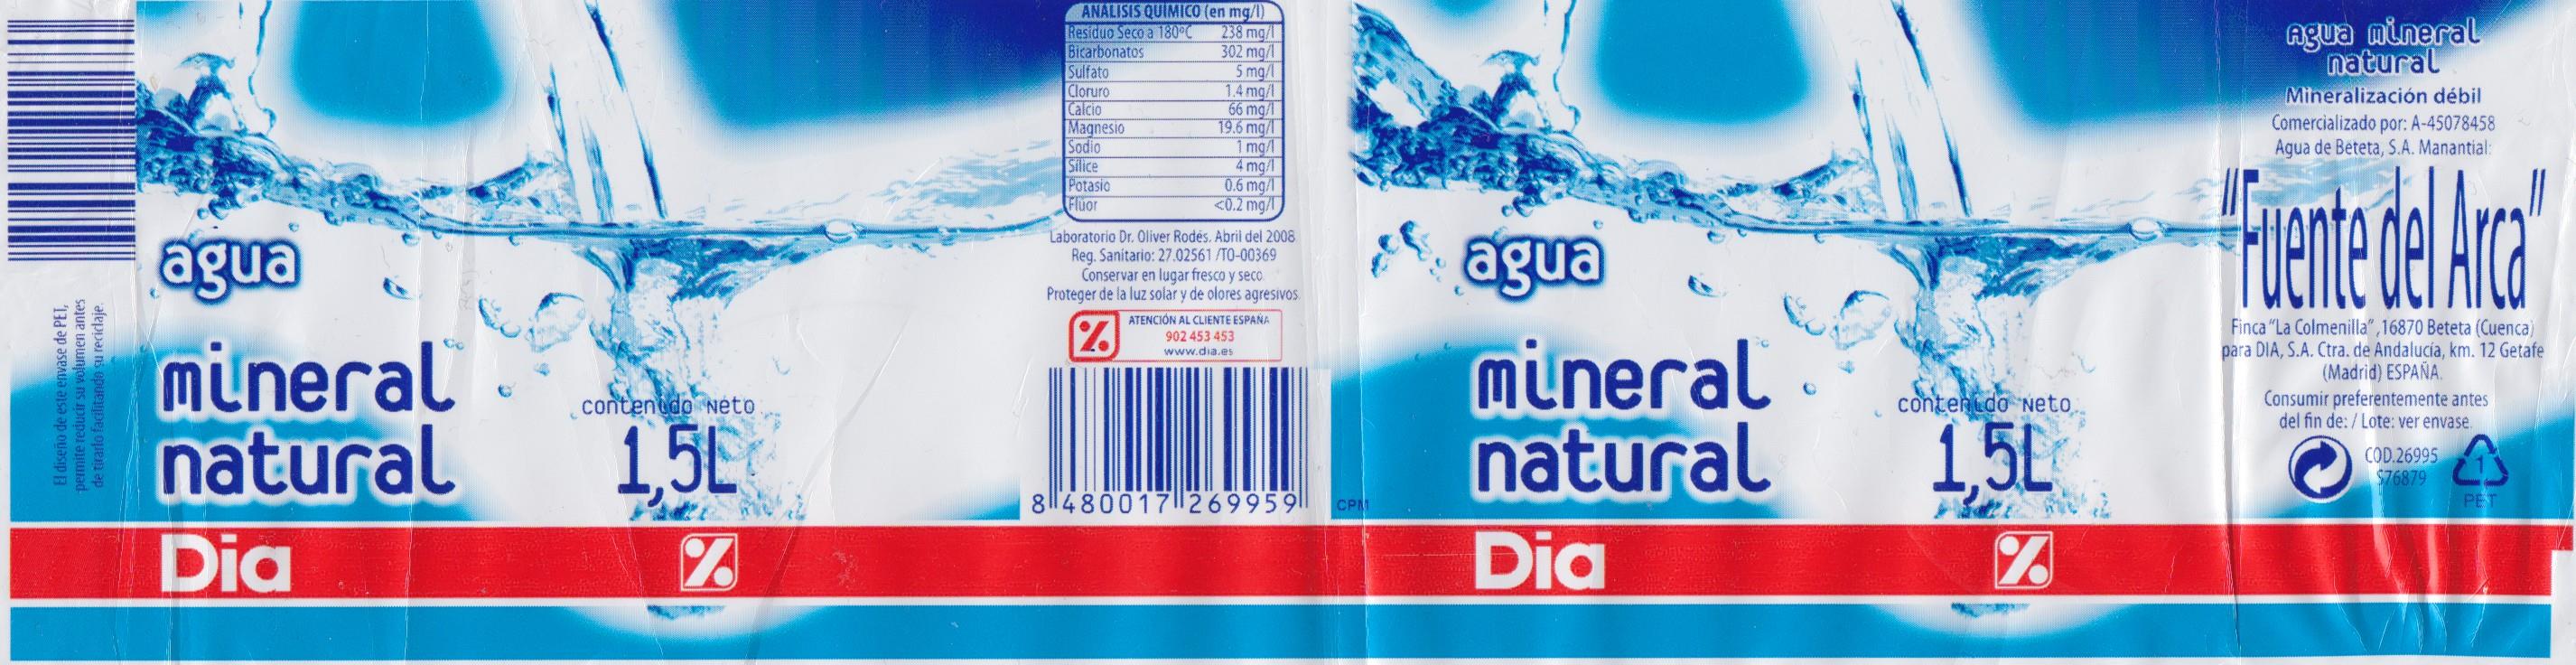 El diseño de este envase de PET,
permite reducir su volumen antes
de tirarlo facilitando su reciclaje.
agua
mineral
natural
contenido neto
1,5L
Dia
%
ANALISIS QUIMICO (en mg/l)
Residuo Seco a 180ºC 238 mg/l
Bicarbonatos 302 mg/l
Sulfato 5 mg/l
Cloruro 1.4 mg/l
Calcio 66 mg/l
Magnesio 19.6 mg/l
Sodio 1 mg/l
Sílice 4 mg/l
Potasio 0.6 mg/l
Flúor <0.2 mg/l
Laboratorio Dr. Oliver Rodés. Abril del 2008
Reg. Sanitario: 27.02561 /TO-00369
Conservar en lugar fresco y seco.
Proteger de la luz solar y de olores agresivos.
%
ATENCIÓN AL CLIENTE ESPAÑA
902 453 453
www.dia.es
8 480017 269959
CPM
agua
mineral
natural
contenido neto
1,5L
Dia
%
agua mineral
natural
Mineralización débil
Comercializado por: A-45078458
Agua de Beteta, S.A. Manantial:
"Fuente del Arca"
Finca "La Colmenilla", 16870 Beteta (Cuenca)
para DIA, S.A. Ctra. de Andalucía, km. 12 Getafe
(Madrid) ESPAÑA.
Consumir preferentemente antes
del fin de: / Lote: ver envase.
COD.26995
S76879
1
PET